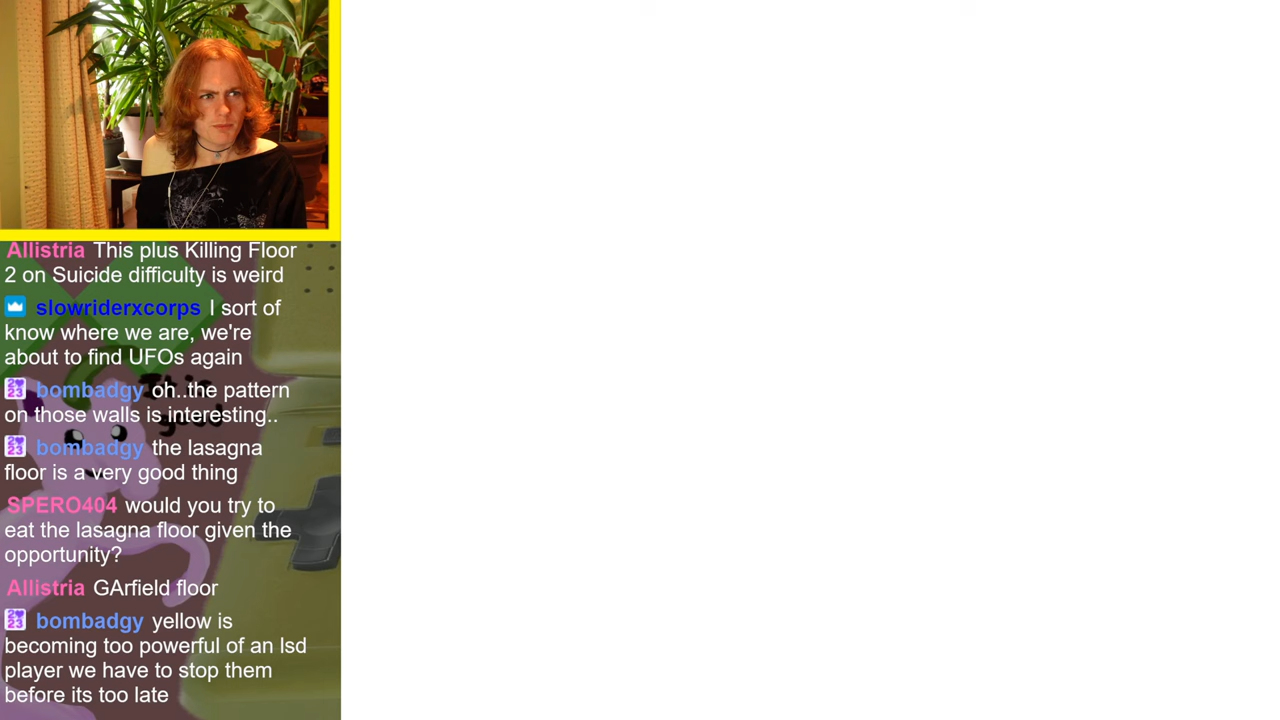 Allistria This plus Killing Floor
2 on Suicide difficulty is weird
slowriderxcorps I sort of
know where we are, we're
about to find UFOs again
bombadgy oh..the pattern
on those walls is interesting..
bombadgy the lasagna
floor is a very good thing
SPERO404 would you try to
eat the lasagna floor given the
opportunity?
Allistria GArfield floor
bombadgy yellow is
becoming too powerful of an lsd
player we have to stop them
before its too late